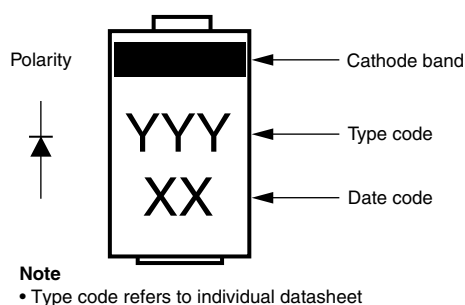 Polarity
Cathode band
YYY
Type code
XX
Date code
Note
• Type code refers to individual datasheet